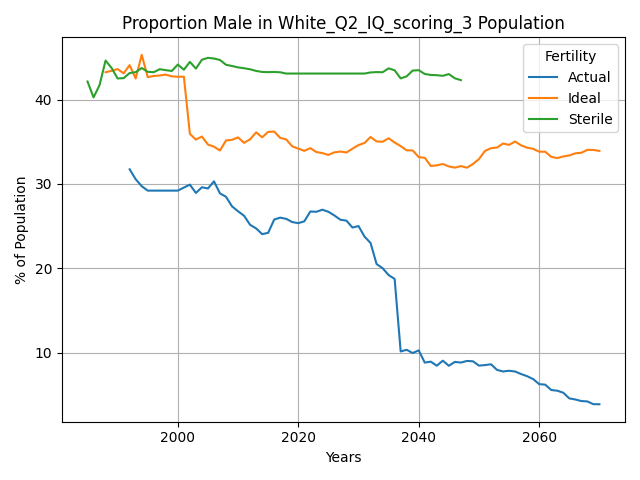 Proportion Male in White_Q2_IQ_scoring_3 Population
Fertility
Actual
Ideal
Sterile
% of Population
40
30
20
10
2000
2020
2040
2060
Years